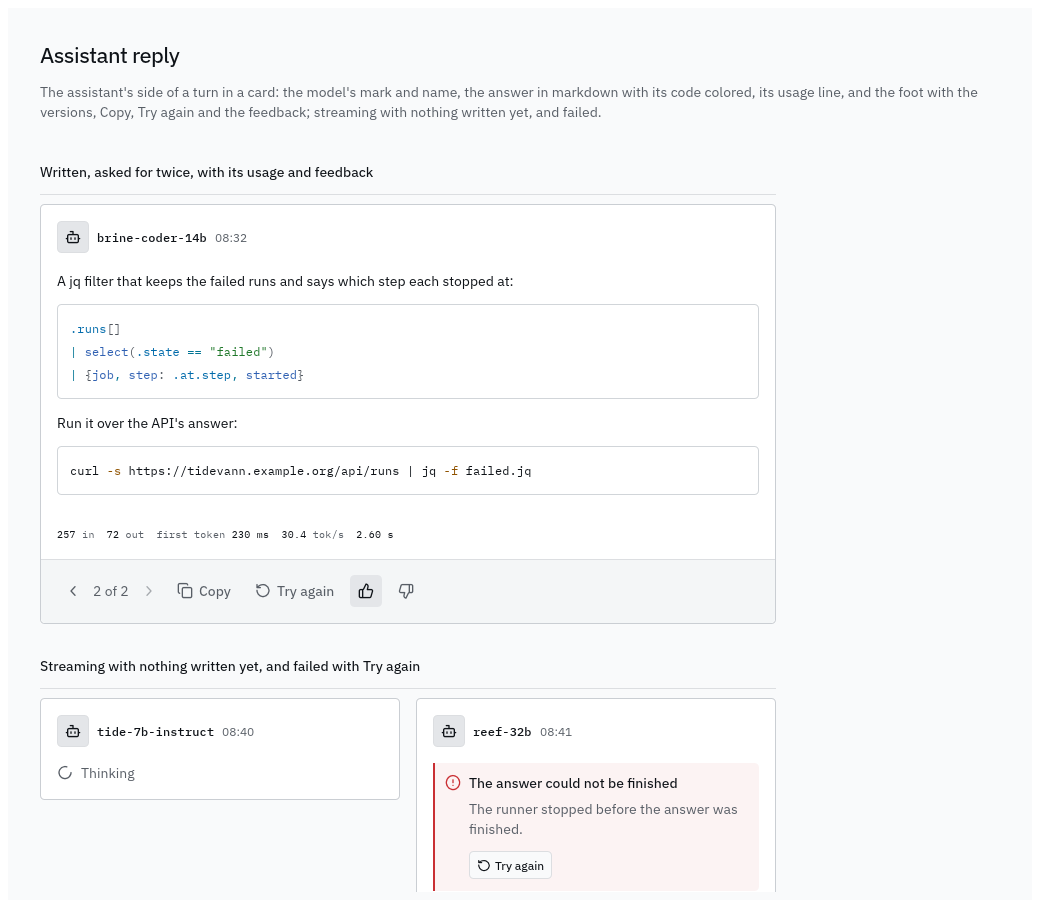 Assistant reply
The assistant's side of a turn in a card: the model's mark and name, the answer in markdown with its code colored, its usage line, and the foot with the
versions, Copy, Try again and the feedback; streaming with nothing written yet, and failed.
Written, asked for twice, with its usage and feedback
brine-coder-14b 08:32
A jq filter that keeps the failed runs and says which step each stopped at:
.runs[]
| select(.state == "failed")
| {job, step: .at.step, started}
Run it over the API's answer:
curl -s https://tidevann.example.org/api/runs | jq -f failed.jq
257 in 72 out first token 230 ms 30.4 tok/s 2.60 s
2 of 2 Copy Try again
Streaming with nothing written yet, and failed with Try again
tide-7b-instruct 08:40
Thinking
reef-32b 08:41
The answer could not be finished
The runner stopped before the answer was
finished.
Try again